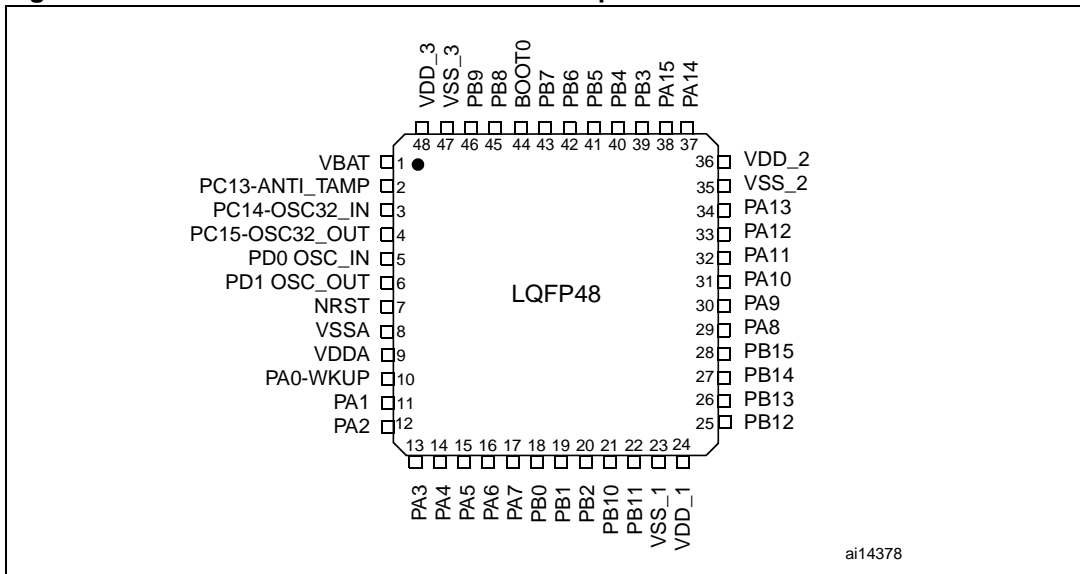 VDD_3
VSS_3
PB9
PB8
BOOT0
PB7
PB6
PB5
PB4
PB3
PA15
PA14
48 47 46 45 44 43 42 41 40 39 38 37
VBAT 1
PC13-ANTI_TAMP 2
PC14-OSC32_IN 3
PC15-OSC32_OUT 4
PD0 OSC_IN 5
PD1 OSC_OUT 6
NRST 7
VSSA 8
VDDA 9
PA0-WKUP 10
PA1 11
PA2 12
LQFP48
36 VDD_2
35 VSS_2
34 PA13
33 PA12
32 PA11
31 PA10
30 PA9
29 PA8
28 PB15
27 PB14
26 PB13
25 PB12
13 14 15 16 17 18 19 20 21 22 23 24
PA3
PA4
PA5
PA6
PA7
PB0
PB1
PB2
PB10
PB11
VSS_1
VDD_1
ai14378